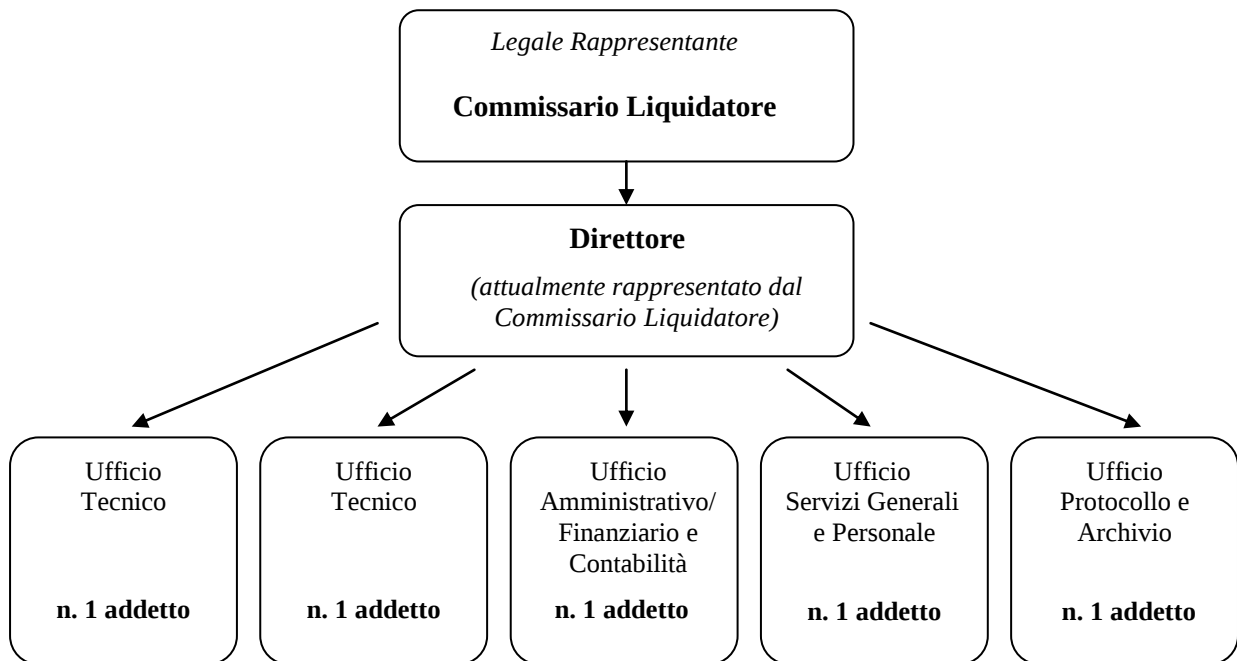 Legale Rappresentante
Commissario Liquidatore
Direttore
(attualmente rappresentato dal
Commissario Liquidatore)
Ufficio
Tecnico
n. 1 addetto
Ufficio
Tecnico
n. 1 addetto
Ufficio
Amministrativo/
Finanziario e
Contabilità
n. 1 addetto
Ufficio
Servizi Generali
e Personale
n. 1 addetto
Ufficio
Protocollo e
Archivio
n. 1 addetto